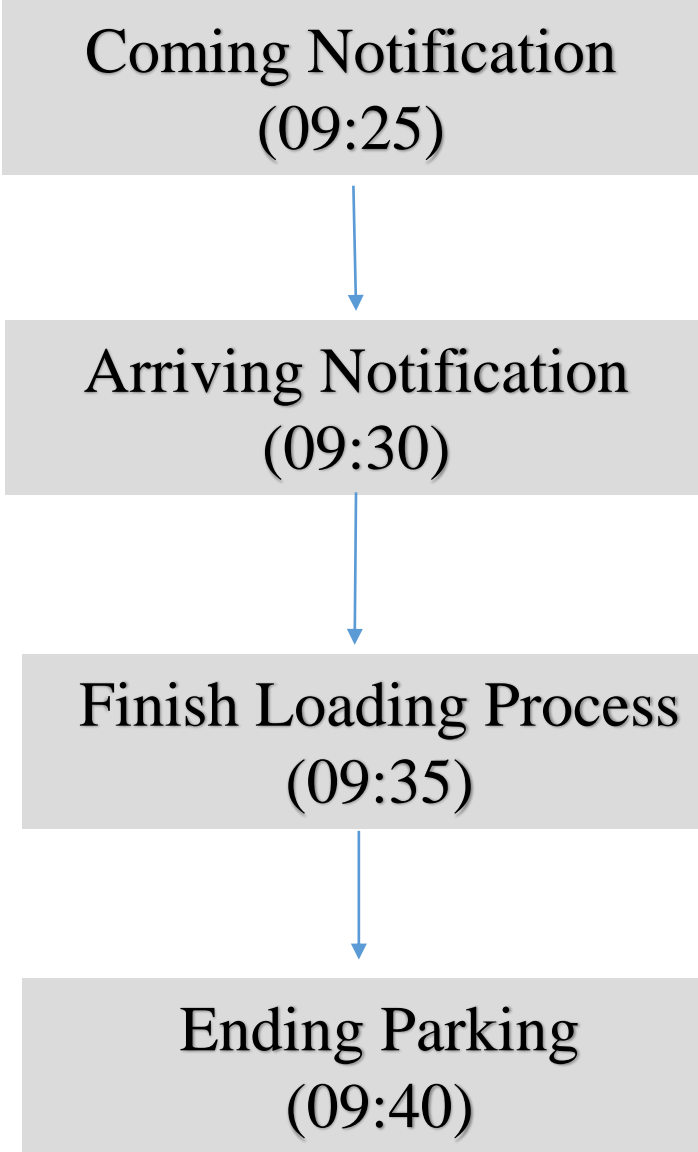 Coming Notification
(09:25)
Arriving Notification
(09:30)
Finish Loading Process
(09:35)
Ending Parking
(09:40)